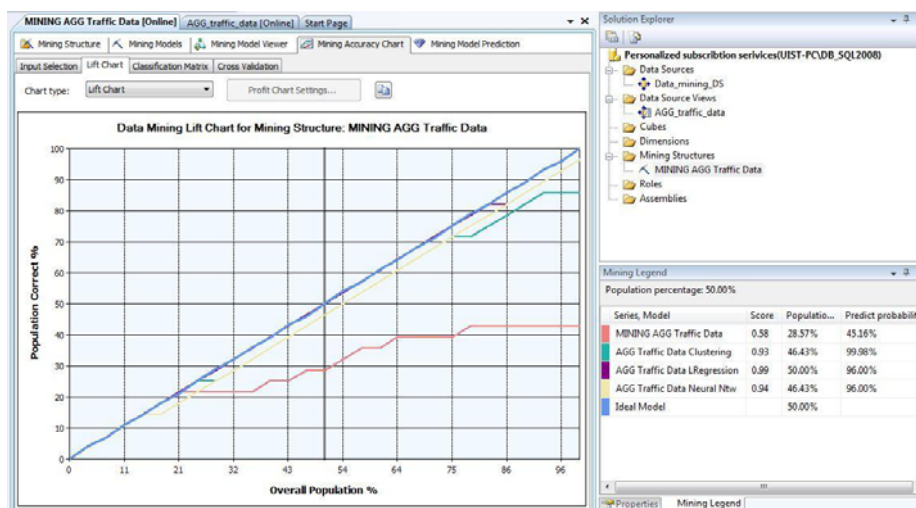 MINING AGG Traffic Data [Online] AGG_traffic_data [Online] Start Page
Mining Structure Mining Models Mining Model Viewer Mining Accuracy Chart Mining Model Prediction
Input Selection Lift Chart Classification Matrix Cross Validation
Chart type: Lift Chart Profit Chart Settings...
Data Mining Lift Chart for Mining Structure: MINING AGG Traffic Data
Population Correct %
100
90
80
70
60
50
40
30
20
10
0
0 11 21 32 43 54 64 75 86 96
Overall Population %
Solution Explorer
Personalized subscribtion serivices(UIST-PC\DB_SQL2008)
Data Sources
Data_mining_DS
Data Source Views
AGG_traffic_data
Cubes
Dimensions
Mining Structures
MINING AGG Traffic Data
Roles
Assemblies
Mining Legend
Population percentage: 50.00%
Series, Model Score Populatio... Predict probabilit
MINING AGG Traffic Data 0.58 28.57% 45.16%
AGG Traffic Data Clustering 0.93 46.43% 99.98%
AGG Traffic Data LRegression 0.99 50.00% 96.00%
AGG Traffic Data Neural Ntw 0.94 46.43% 96.00%
Ideal Model 50.00%
Properties Mining Legend